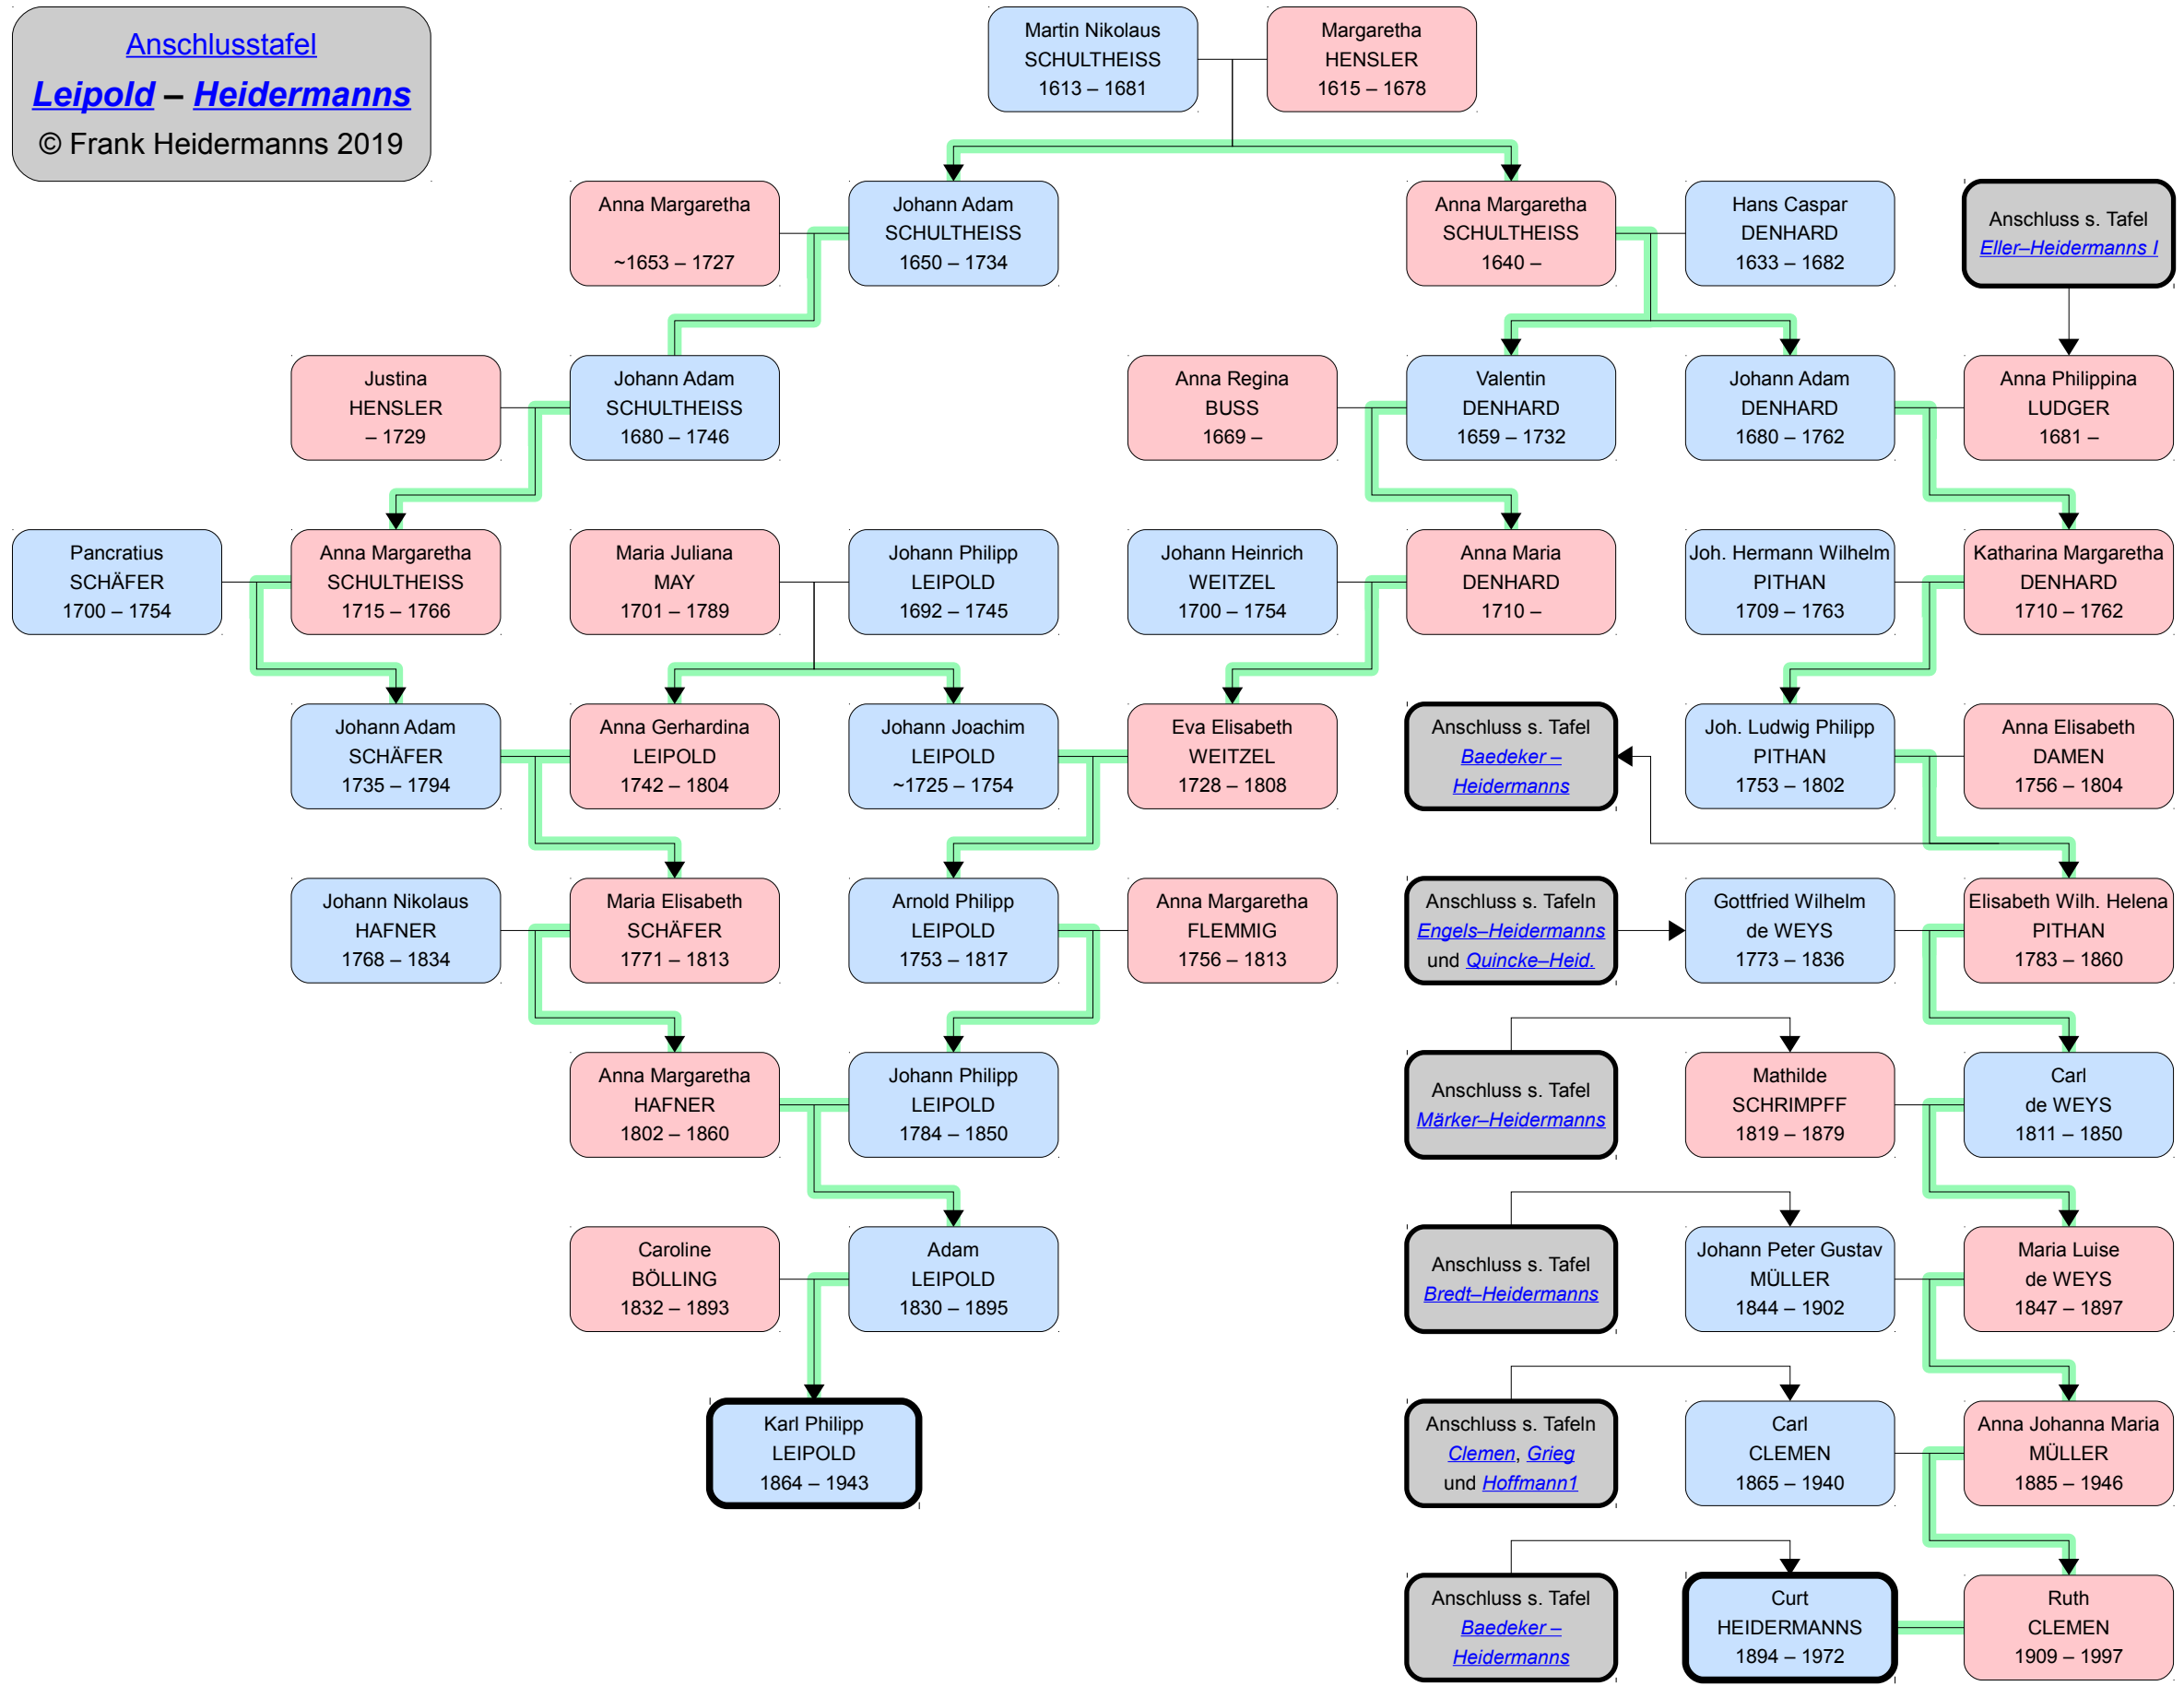 Anschlusstafel
Leipold – Heidermanns
© Frank Heidermanns 2019
Martin Nikolaus
SCHULTHEISS
1613 – 1681
Margaretha
HENSLER
1615 – 1678
Anna Margaretha
~1653 – 1727
Johann Adam
SCHULTHEISS
1650 – 1734
Anna Margaretha
SCHULTHEISS
1640 –
Hans Caspar
DENHARD
1633 – 1682
Anschluss s. Tafel
Eller–Heidermanns I
Justina
HENSLER
– 1729
Johann Adam
SCHULTHEISS
1680 – 1746
Anna Regina
BUSS
1669 –
Valentin
DENHARD
1659 – 1732
Johann Adam
DENHARD
1680 – 1762
Anna Philippina
LUDGER
1681 –
Pancratius
SCHÄFER
1700 – 1754
Anna Margaretha
SCHULTHEISS
1715 – 1766
Maria Juliana
MAY
1701 – 1789
Johann Philipp
LEIPOLD
1692 – 1745
Johann Heinrich
WEITZEL
1700 – 1754
Anna Maria
DENHARD
1710 –
Joh. Hermann Wilhelm
PITHAN
1709 – 1763
Katharina Margaretha
DENHARD
1710 – 1762
Johann Adam
SCHÄFER
1735 – 1794
Anna Gerhardina
LEIPOLD
1742 – 1804
Johann Joachim
LEIPOLD
~1725 – 1754
Eva Elisabeth
WEITZEL
1728 – 1808
Anschluss s. Tafel
Baedeker –
Heidermanns
Joh. Ludwig Philipp
PITHAN
1753 – 1802
Anna Elisabeth
DAMEN
1756 – 1804
Johann Nikolaus
HAFNER
1768 – 1834
Maria Elisabeth
SCHÄFER
1771 – 1813
Arnold Philipp
LEIPOLD
1753 – 1817
Anna Margaretha
FLEMMIG
1756 – 1813
Anschluss s. Tafeln
Engels–Heidermanns
und Quincke–Heid.
Gottfried Wilhelm
de WEYS
1773 – 1836
Elisabeth Wilh. Helena
PITHAN
1783 – 1860
Anna Margaretha
HAFNER
1802 – 1860
Johann Philipp
LEIPOLD
1784 – 1850
Anschluss s. Tafel
Märker–Heidermanns
Mathilde
SCHRIMPFF
1819 – 1879
Carl
de WEYS
1811 – 1850
Caroline
BÖLLING
1832 – 1893
Adam
LEIPOLD
1830 – 1895
Anschluss s. Tafel
Bredt–Heidermanns
Johann Peter Gustav
MÜLLER
1844 – 1902
Maria Luise
de WEYS
1847 – 1897
Karl Philipp
LEIPOLD
1864 – 1943
Anschluss s. Tafeln
Clemen, Grieg
und Hoffmann1
Carl
CLEMEN
1865 – 1940
Anna Johanna Maria
MÜLLER
1885 – 1946
Anschluss s. Tafel
Baedeker –
Heidermanns
Curt
HEIDERMANNS
1894 – 1972
Ruth
CLEMEN
1909 – 1997